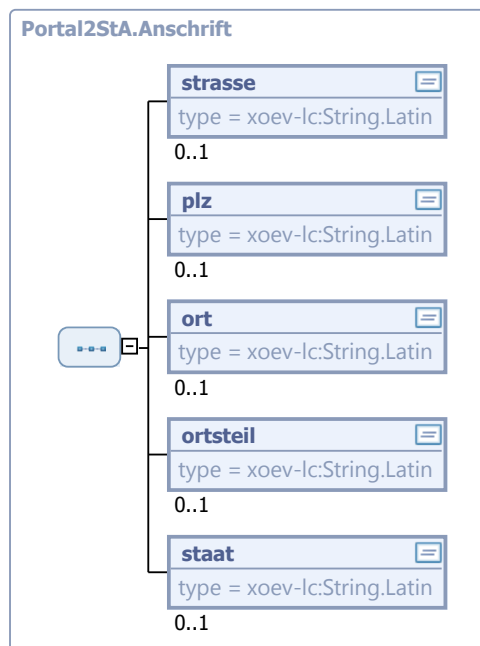 Portal2StA.Anschrift
strasse
type = xoev-lc:String.Latin
0..1
plz
type = xoev-lc:String.Latin
0..1
ort
type = xoev-lc:String.Latin
0..1
ortsteil
type = xoev-lc:String.Latin
0..1
staat
type = xoev-lc:String.Latin
0..1